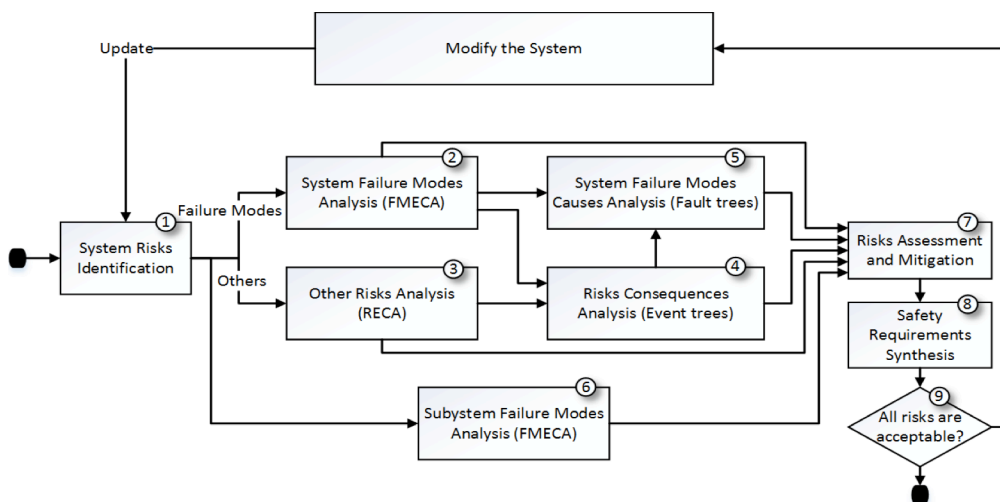 Modify the System
Update
2
System Failure Modes
Analysis (FMECA)
5
System Failure Modes
Causes Analysis (Fault trees)
Failure Modes
1
System Risks
Identification
7
Risks Assessment
and Mitigation
Others
3
Other Risks Analysis
(RECA)
4
Risks Consequences
Analysis (Event trees)
8
Safety
Requirements
Synthesis
6
Subystem Failure Modes
Analysis (FMECA)
9
All risks are
acceptable?